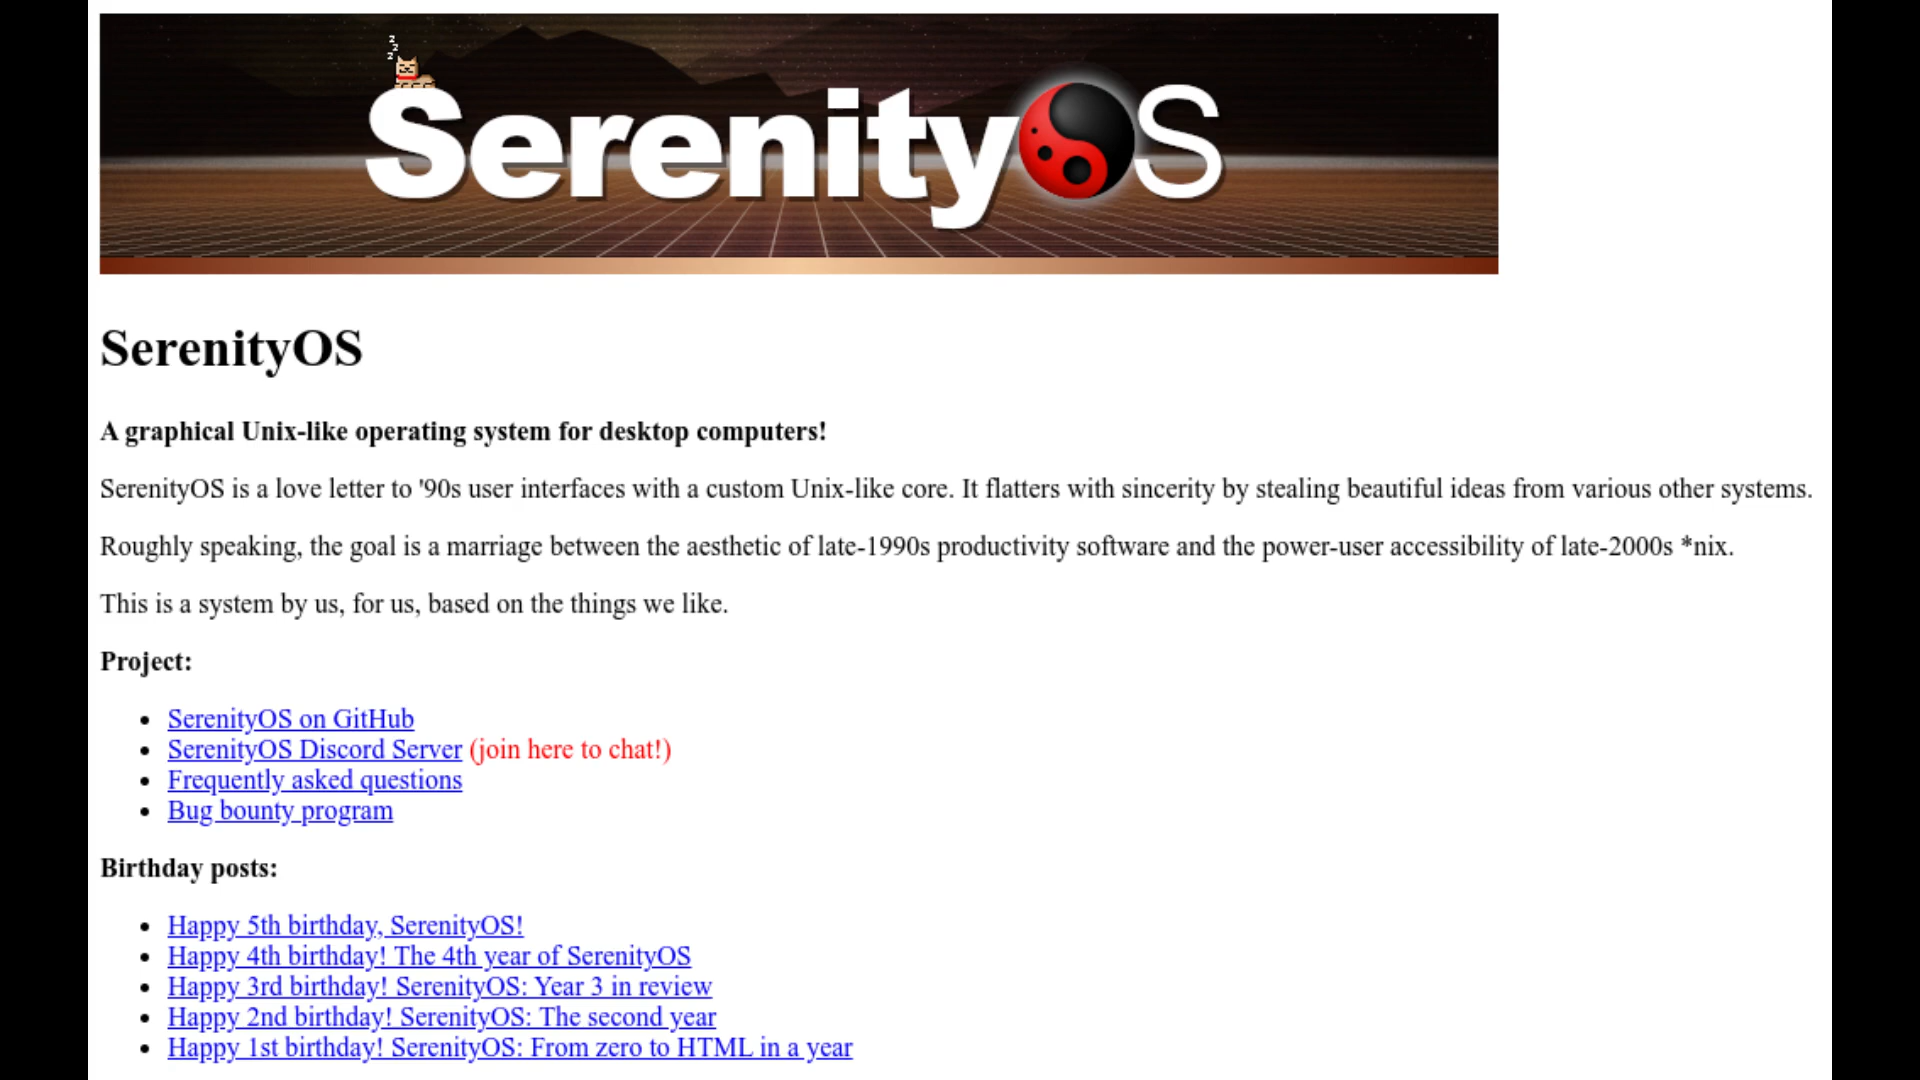 z
z
z
SerenityOS
SerenityOS
A graphical Unix-like operating system for desktop computers!
SerenityOS is a love letter to '90s user interfaces with a custom Unix-like core. It flatters with sincerity by stealing beautiful ideas from various other systems.
Roughly speaking, the goal is a marriage between the aesthetic of late-1990s productivity software and the power-user accessibility of late-2000s *nix.
This is a system by us, for us, based on the things we like.
Project:
• SerenityOS on GitHub
• SerenityOS Discord Server (join here to chat!)
• Frequently asked questions
• Bug bounty program
Birthday posts:
• Happy 5th birthday, SerenityOS!
• Happy 4th birthday! The 4th year of SerenityOS
• Happy 3rd birthday! SerenityOS: Year 3 in review
• Happy 2nd birthday! SerenityOS: The second year
• Happy 1st birthday! SerenityOS: From zero to HTML in a year